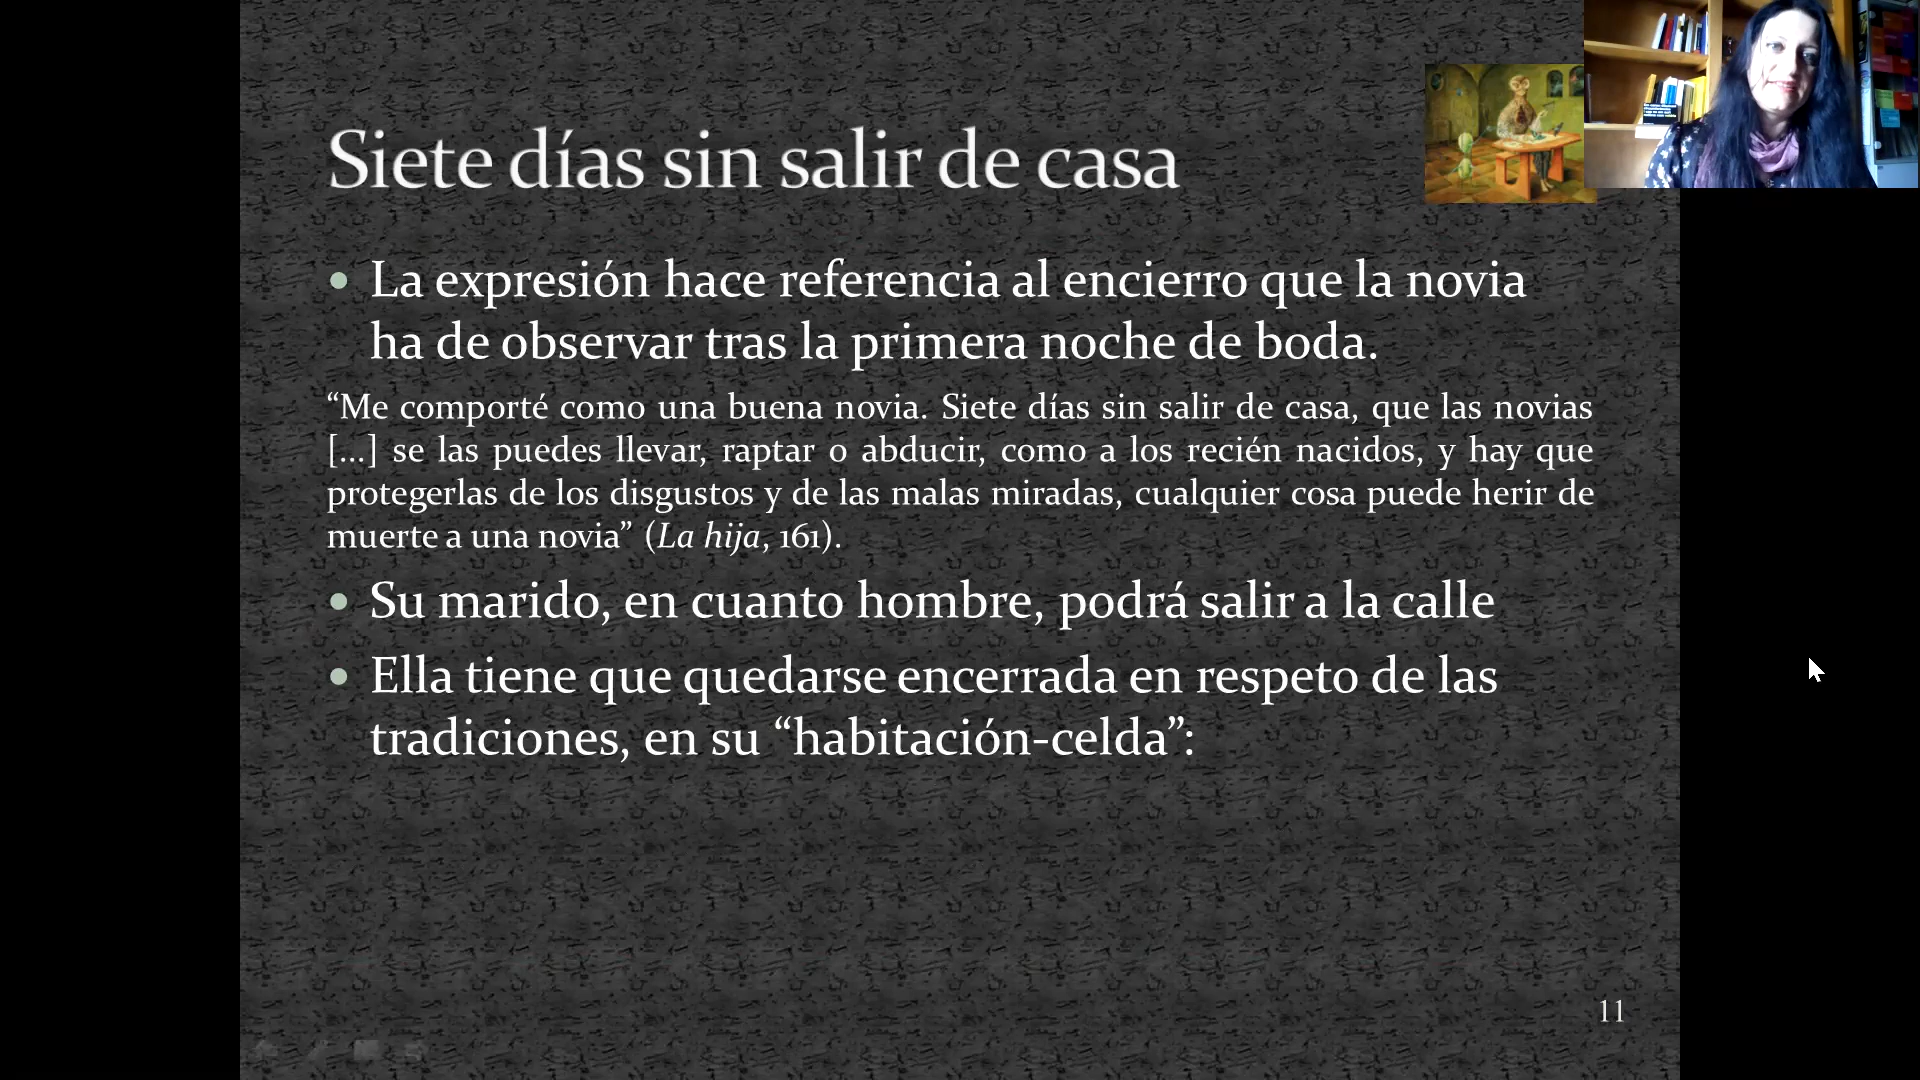 Siete días sin salir de casa
• La expresión hace referencia al encierro que la novia
ha de observar tras la primera noche de boda.
“Me comporté como una buena novia. Siete días sin salir de casa, que las novias
[...] se las puedes llevar, raptar o abducir, como a los recién nacidos, y hay que
protegerlas de los disgustos y de las malas miradas, cualquier cosa puede herir de
muerte a una novia” (La hija, 161).
• Su marido, en cuanto hombre, podrá salir a la calle
• Ella tiene que quedarse encerrada en respeto de las
tradiciones, en su “habitación-celda”:
11